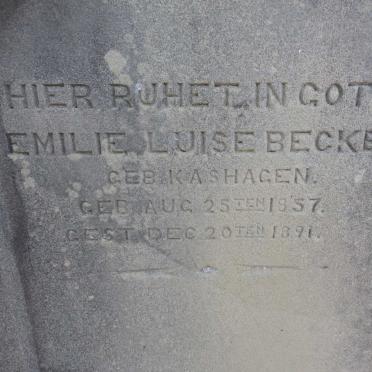 HIER RUHET IN GOT
EMILIE LUISE BECKE
GEB. KASHAGEN.
GEB. AUG 25TEN 1837.
GEST DEC 20TEN 1891.